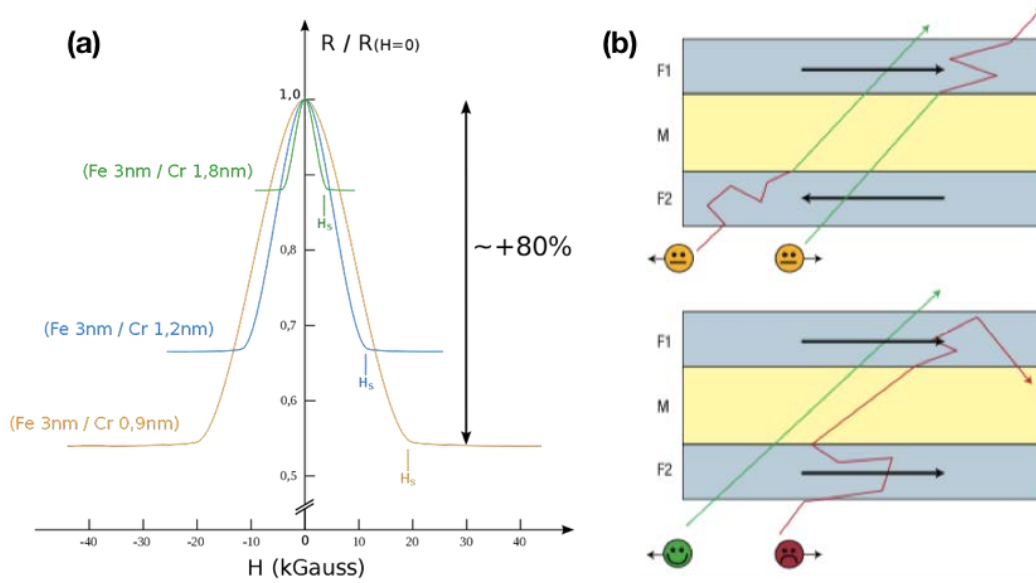 (a)
R / R(H=0)
1,0
(Fe 3nm / Cr 1,8nm)
Hs
0,8
~+80%
(Fe 3nm / Cr 1,2nm)
0,7
Hs
0,6
(Fe 3nm / Cr 0,9nm)
Hs
0,5
-40 -30 -20 -10 0 10 20 30 40
H (kGauss)
(b)
F1
M
F2
F1
M
F2